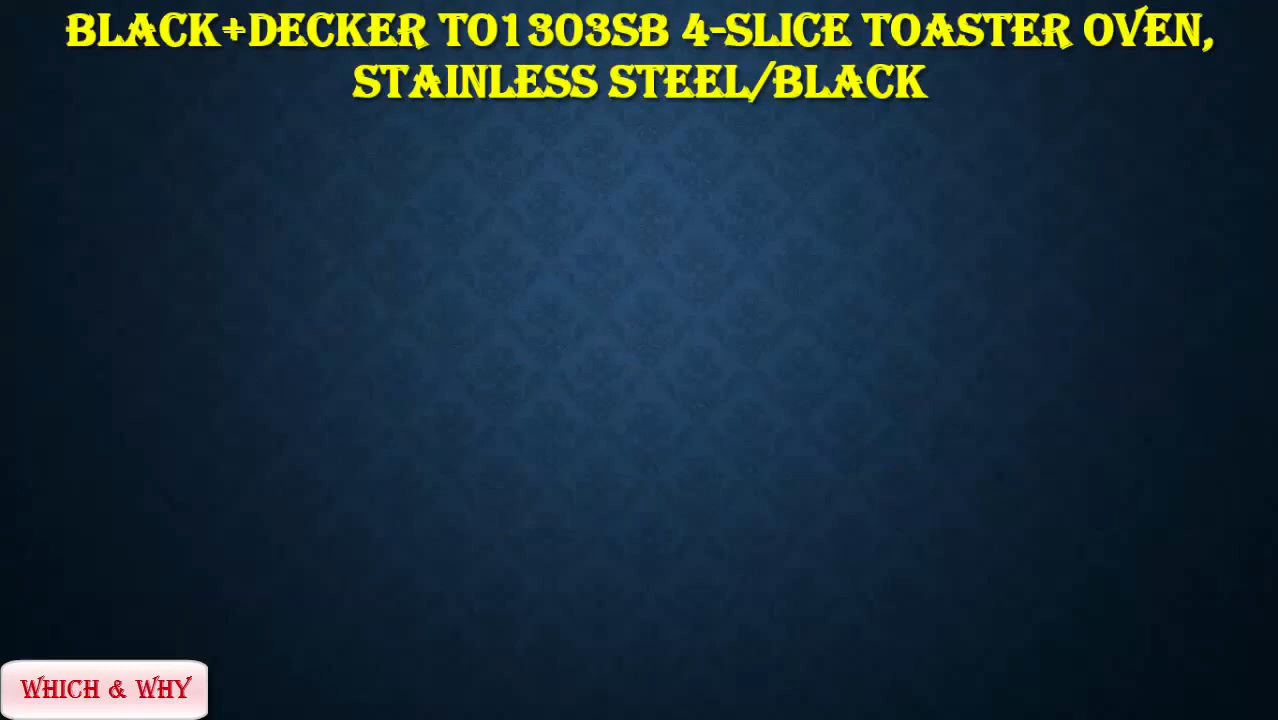 BLACK+DECKER TO1303SB 4-SLICE TOASTER OVEN,
STAINLESS STEEL/BLACK
WHICH & WHY